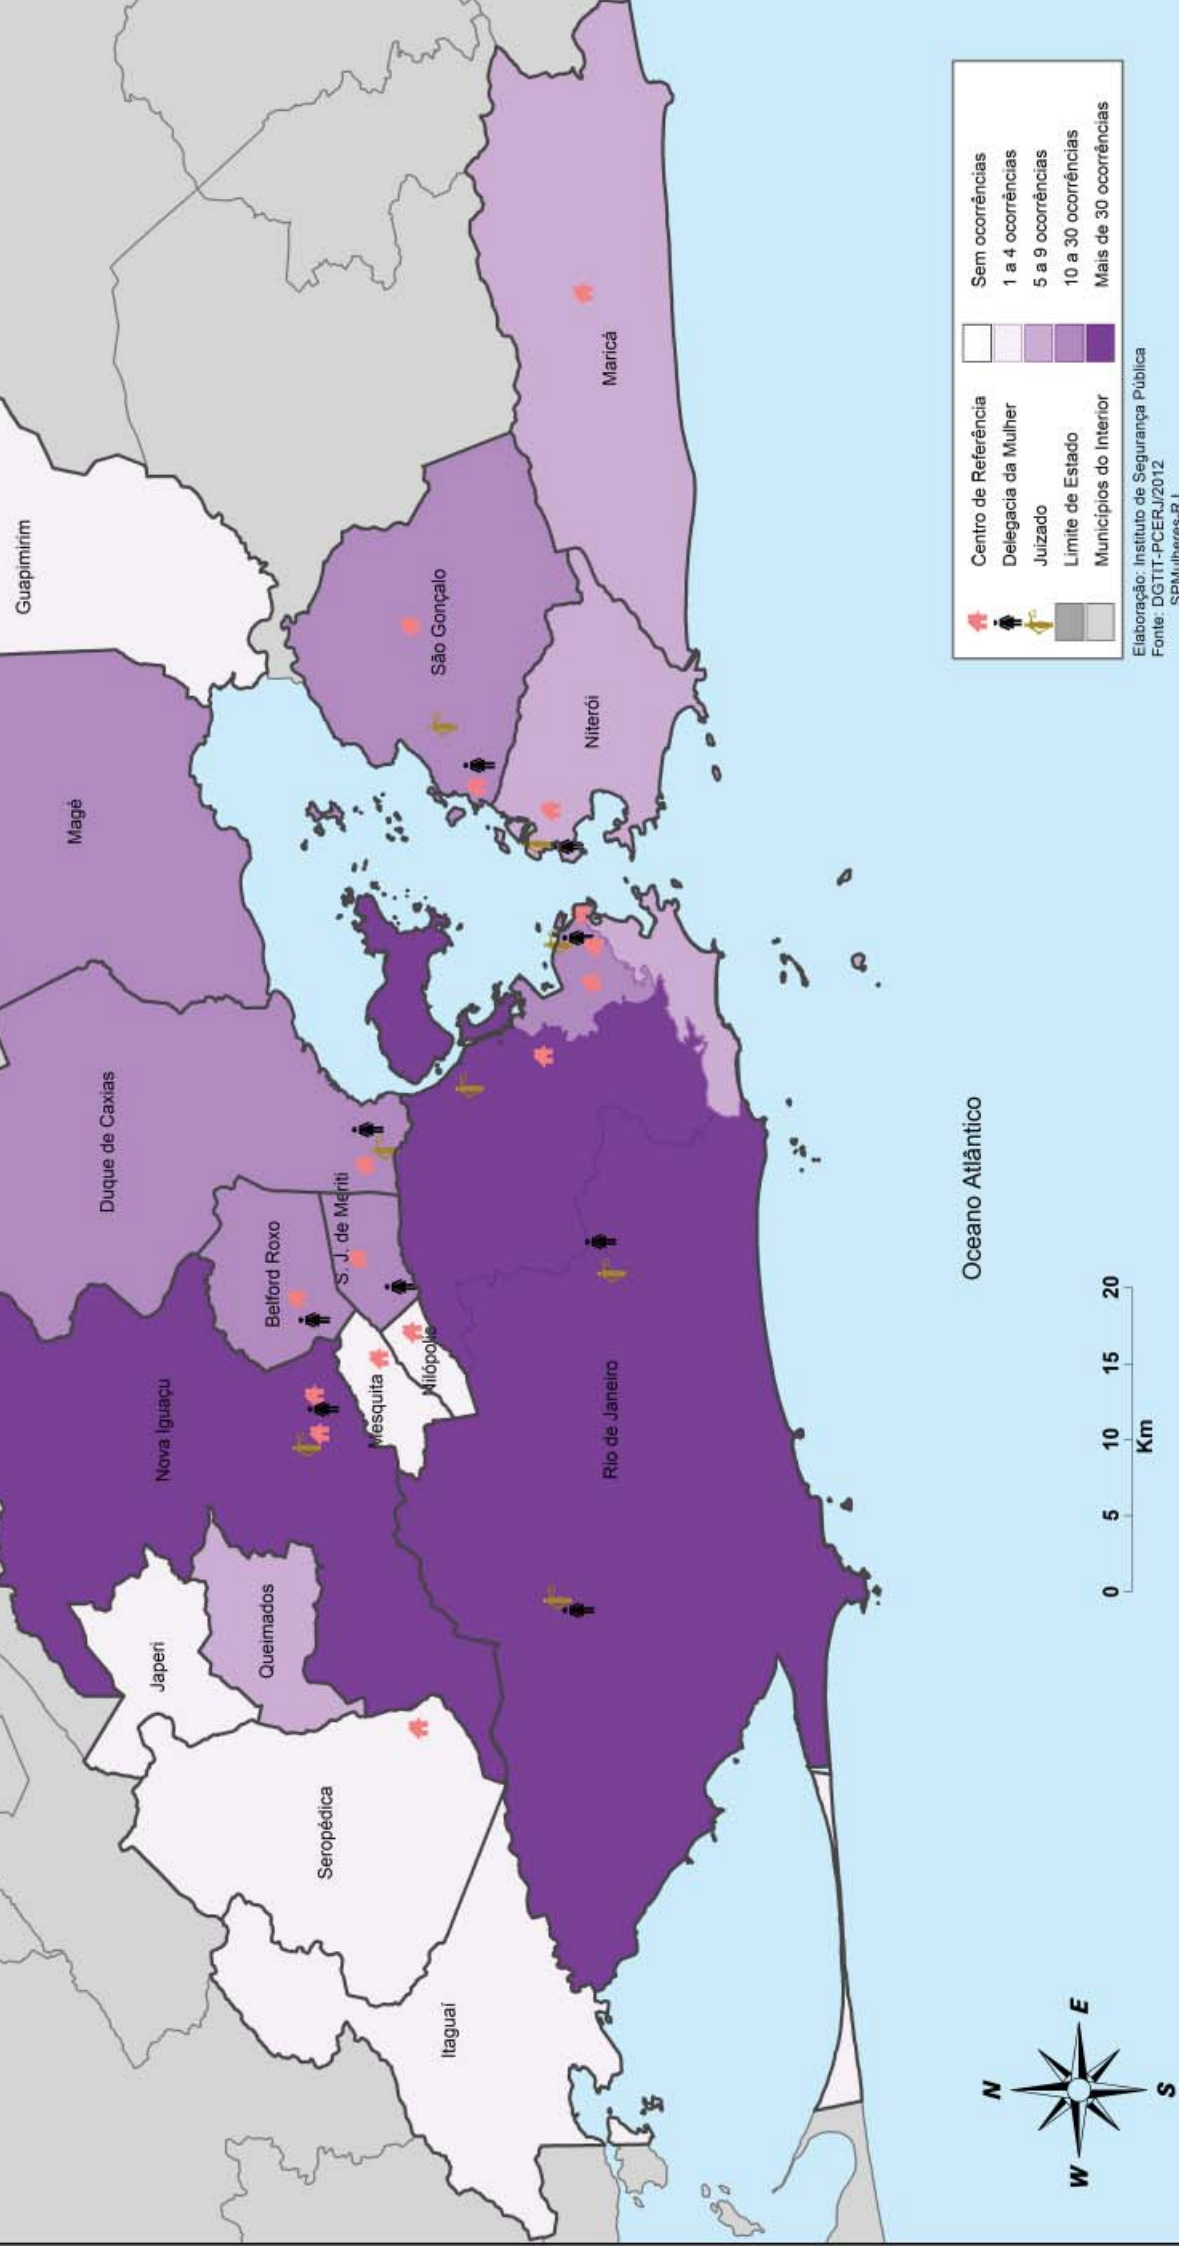 Guapimirim
Magé
Duque de Caxias
Nova Iguaçu
Japeri
Queimados
Belford Roxo
S. J. de Meriti
Mesquita
Nilópolis
Seropédica
Itaguaí
São Gonçalo
Niterói
Maricá
Rio de Janeiro
Oceano Atlântico
N
W
E
S
0 5 10 15 20
Km
Centro de Referência
Delegacia da Mulher
Juizado
Limite de Estado
Municípios do Interior
Sem ocorrências
1 a 4 ocorrências
5 a 9 ocorrências
10 a 30 ocorrências
Mais de 30 ocorrências
Elaboração: Instituto de Segurança Pública
Fonte: DGTIT-PCERJ/2012
SPMulheres-RJ